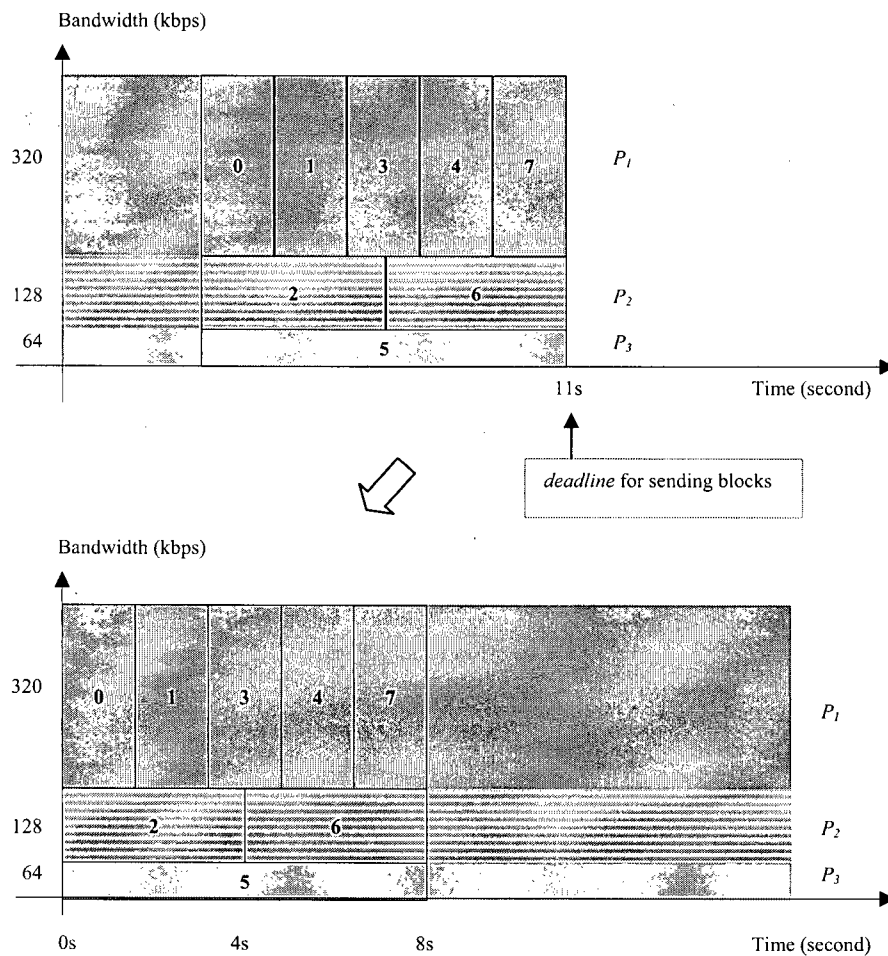 Bandwidth (kbps)
320 0 1 3 4 7 P1
128 2 6 P2
64 5 P3
11s Time (second)
deadline for sending blocks
Bandwidth (kbps)
320 0 1 3 4 7 P1
128 2 6 P2
64 5 P3
0s 4s 8s Time (second)